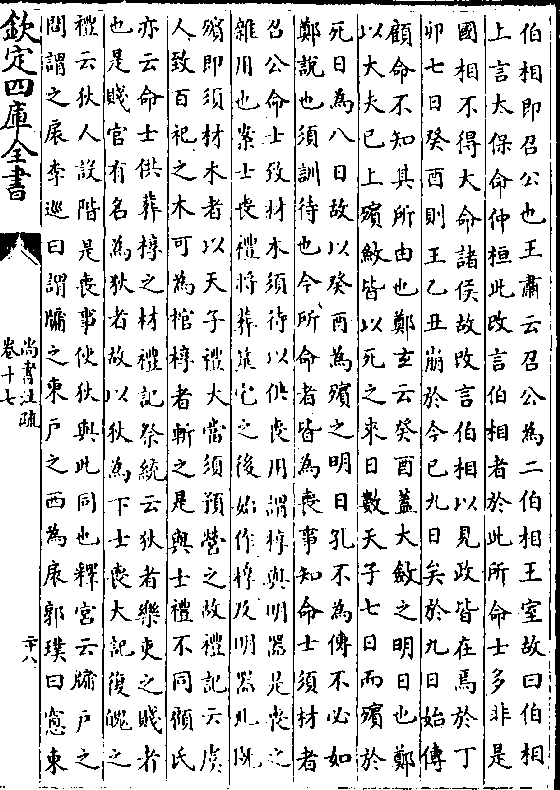 伯相即召公也王肅云召公為二伯相王室故曰伯相
上言太保命仲桓此改言伯相者於此所命士多非是
國相不得大命諸侯故改言伯相以見政皆在焉於丁
卯七日癸酉則王乙丑崩於今已九日矣於九日始傳
顧命不知其所由也鄭玄云癸酉蓋大斂之明日也鄭
以大夫已上殯斂皆以死之來日數天子七日而殯於
死日為八日故以癸酉為殯之明日孔不為傳不必如
鄭說也須訓待也今所命者皆為喪事知命士須材者
召公命士致材木須待以供喪用謂椁與明器是喪之
雜用也案士喪禮將葬筮宅之後始作椁及明器此既
殯即須材木者以天子禮大當須預營之故禮記云虞
人致百祀之木可為棺椁者斬之是與士禮不同顧氏
亦云命士供葬椁之材禮記祭統云狄者樂吏之賤者
也是賤官有名為狄者故以狄為下士喪大記復魄之
禮云狄人設階是喪事使狄與此同也釋宮云牖戶之
間謂之扆李巡曰謂牖之東戶之西為扆郭璞曰窓東
欽定四庫全書
尚書注疏
卷十七
二八